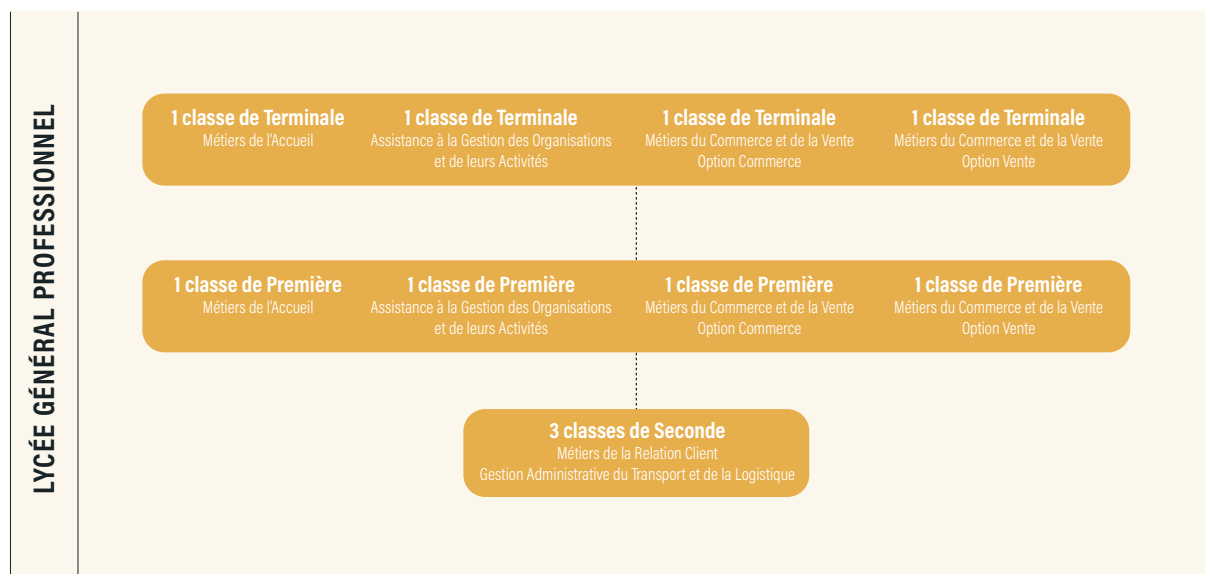 LYCÉE GÉNÉRAL PROFESSIONNEL
1 classe de Terminale
Métiers de l'Accueil
1 classe de Terminale
Assistance à la Gestion des Organisations
et de leurs Activités
1 classe de Terminale
Métiers du Commerce et de la Vente
Option Commerce
1 classe de Terminale
Métiers du Commerce et de la Vente
Option Vente
1 classe de Première
Métiers de l'Accueil
1 classe de Première
Assistance à la Gestion des Organisations
et de leurs Activités
1 classe de Première
Métiers du Commerce et de la Vente
Option Commerce
1 classe de Première
Métiers du Commerce et de la Vente
Option Vente
3 classes de Seconde
Métiers de la Relation Client
Gestion Administrative du Transport et de la Logistique